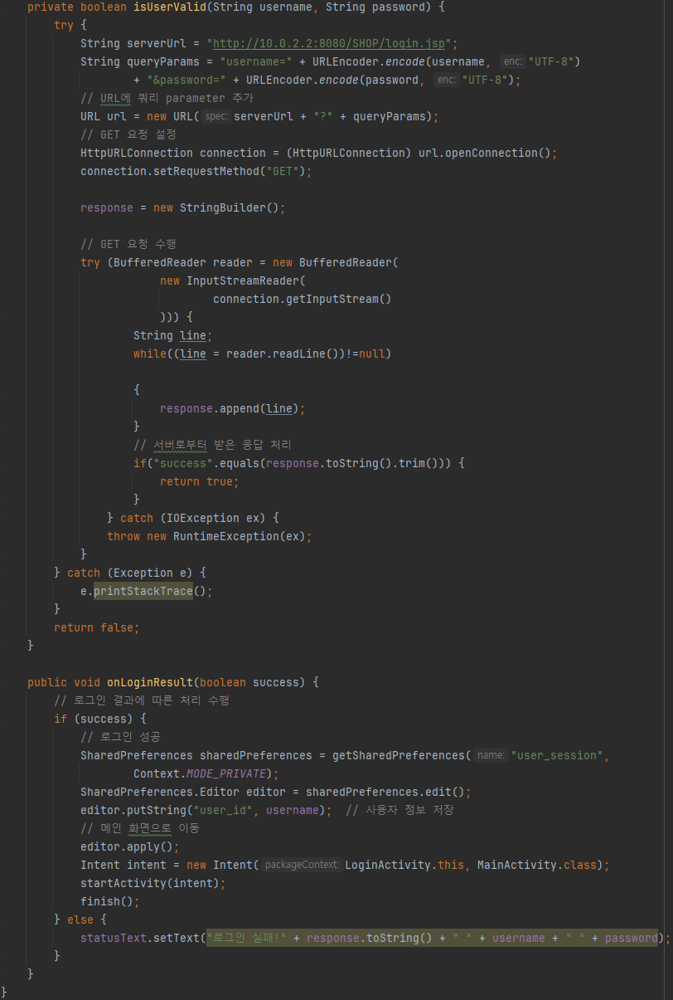 private boolean isUserValid(String username, String password) {
    try {
        String serverUrl = "http://10.0.2.2:8080/SHOP/login.jsp";
        String queryParams = "username=" + URLEncoder.encode(username, enc: "UTF-8")
                + "&password=" + URLEncoder.encode(password, enc: "UTF-8");
        // URL에 쿼리 parameter 추가
        URL url = new URL( spec: serverUrl + "?" + queryParams);
        // GET 요청 설정
        HttpURLConnection connection = (HttpURLConnection) url.openConnection();
        connection.setRequestMethod("GET");
        response = new StringBuilder();
        // GET 요청 수행
        try (BufferedReader reader = new BufferedReader(
                    new InputStreamReader(
                            connection.getInputStream()
                    ))) {
                String line;
                while((line = reader.readLine())!=null)
                {
                    response.append(line);
                }
                // 서버로부터 받은 응답 처리
                if("success".equals(response.toString().trim())) {
                    return true;
                }
            } catch (IOException ex) {
            throw new RuntimeException(ex);
        }
    } catch (Exception e) {
        e.printStackTrace();
    }
    return false;
}
public void onLoginResult(boolean success) {
    // 로그인 결과에 따른 처리 수행
    if (success) {
        // 로그인 성공
        SharedPreferences sharedPreferences = getSharedPreferences( name: "user_session",
                Context.MODE_PRIVATE);
        SharedPreferences.Editor editor = sharedPreferences.edit();
        editor.putString("user_id", username);  // 사용자 정보 저장
        // 메인 화면으로 이동
        editor.apply();
        Intent intent = new Intent( packageContext: LoginActivity.this, MainActivity.class);
        startActivity(intent);
        finish();
    } else {
        statusText.setText("로그인 실패!" + response.toString() + " " + username + " " + password);
    }
}
}